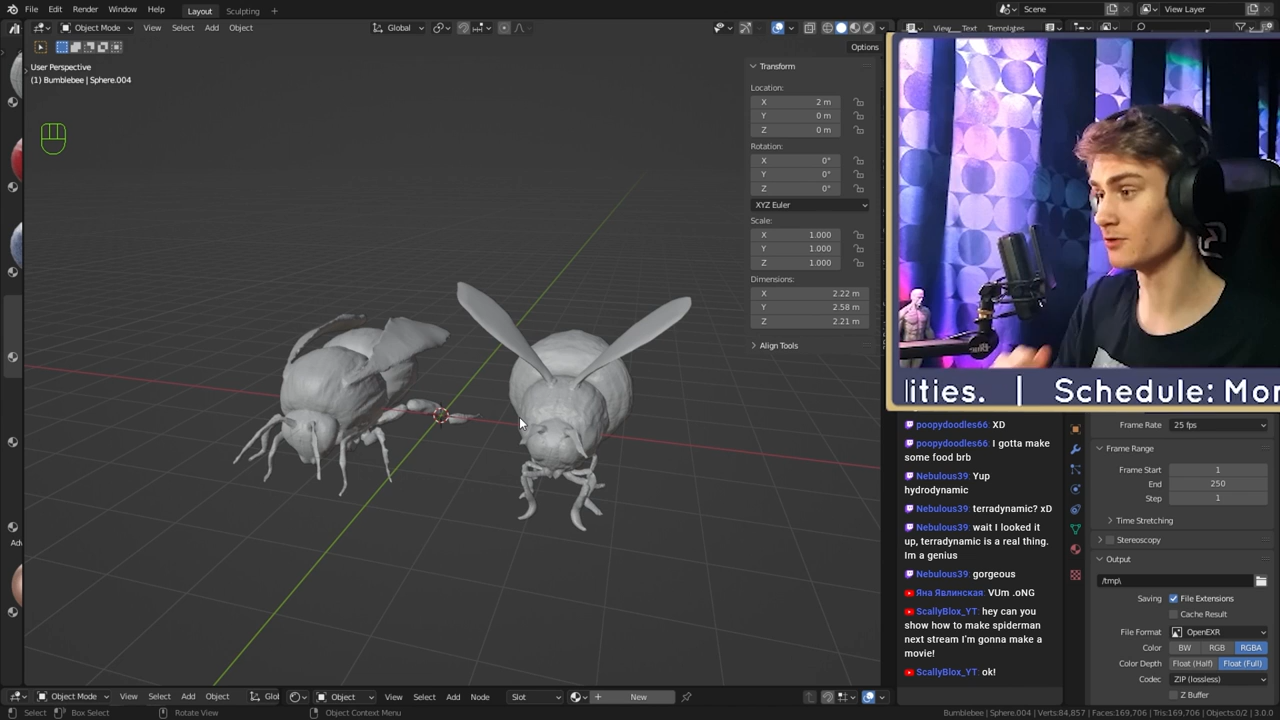 File Edit Render Window Help Layout Sculpting Scene View Layer
Object Mode View Select Add Object Global View Text Templates
Options
User Perspective
(1) Bumblebee | Sphere.004
Transform
Location:
X 2 m
Y 0 m
Z 0 m
Rotation:
X 0°
Y 0°
Z 0°
XYZ Euler
Scale:
X 1.000
Y 1.000
Z 1.000
Dimensions:
X 2.22 m
Y 2.58 m
Z 2.21 m
Align Tools
lities. | Schedule: Mor
poopydoodles66: XD
poopydoodles66: I gotta make
some food brb
Nebulous39: Yup
hydrodynamic
Nebulous39: terradynamic? xD
Nebulous39: wait I looked it
up, terradynamic is a real thing.
Im a genius
Nebulous39: gorgeous
Яна Явлинская: VUm .oNG
ScallyBlox_YT: hey can you
show how to make spiderman
next stream I'm gonna make a
movie!
ScallyBlox_YT: ok!
Frame Rate 25 fps
Frame Range
Frame Start 1
End 250
Step 1
Time Stretching
Stereoscopy
Output
/tmp\
Saving File Extensions
Cache Result
File Format OpenEXR
Color BW RGB RGBA
Color Depth Float (Half) Float (Full)
Codec ZIP (lossless)
Z Buffer
Ad
Object Mode View Select Add Object Glol Object View Select Add Node Slot New
Select Box Select Rotate View Object Context Menu Bumblebee | Sphere.004 | Verts:84,857 | Faces:169,706 | Tris:169,706 | Objects:0/2 | 3.0.0